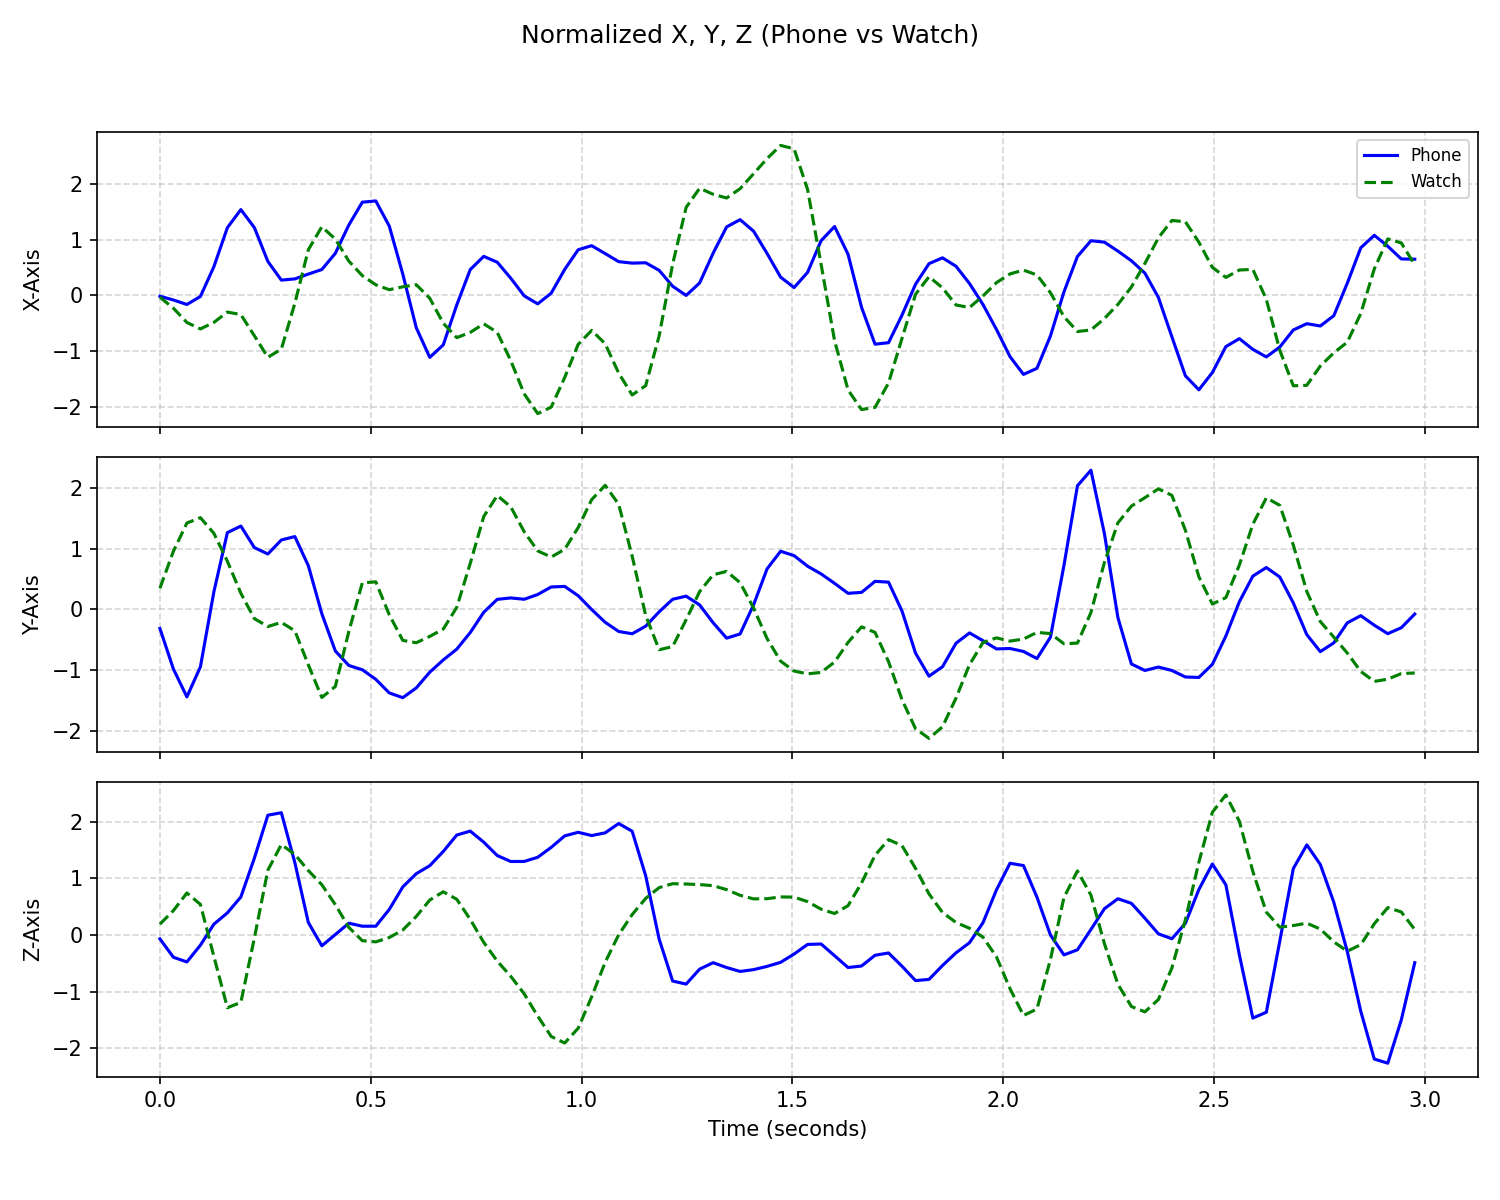 Normalized X, Y, Z (Phone vs Watch)
Phone
Watch
X-Axis
2
1
0
−1
−2
Y-Axis
2
1
0
−1
−2
Z-Axis
2
1
0
−1
−2
0.0 0.5 1.0 1.5 2.0 2.5 3.0
Time (seconds)